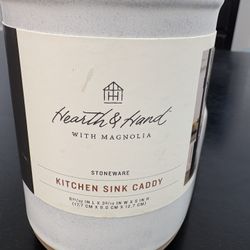 Hearth & Hand
WITH MAGNOLIA
STONEWARE
KITCHEN SINK CADDY